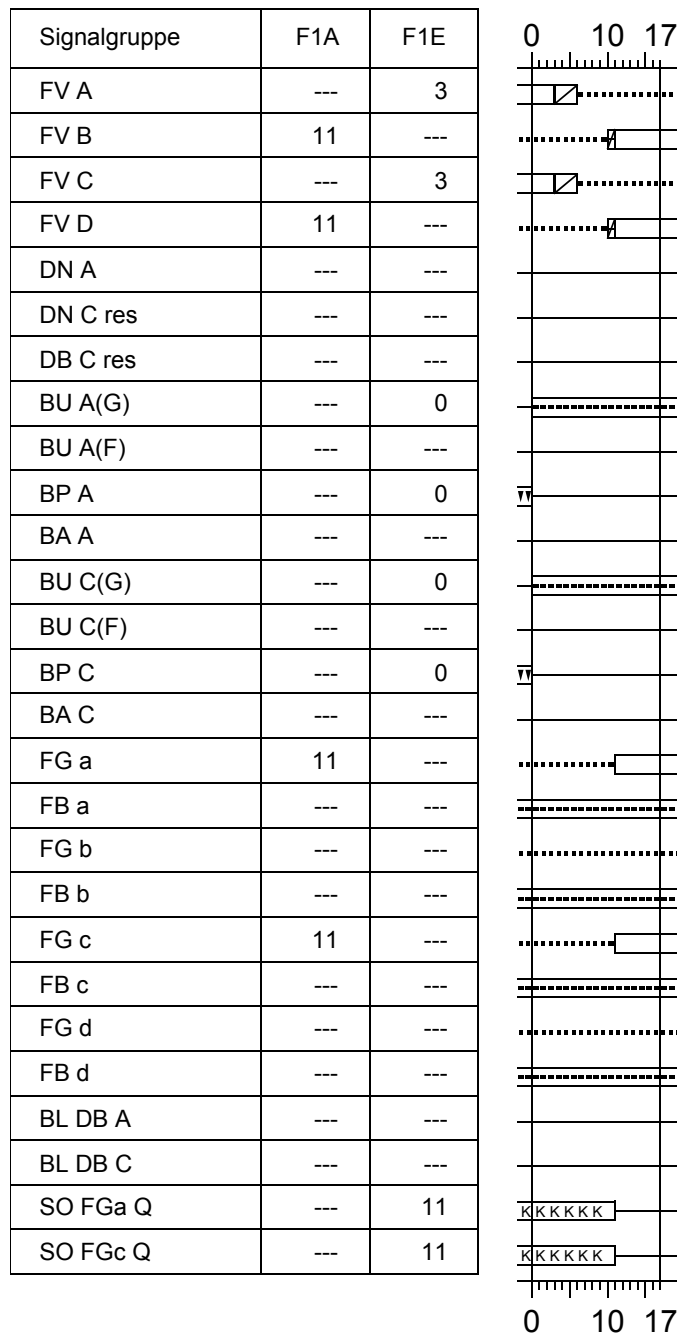 Signalgruppe F1A F1E 0 10 17
FV A --- 3
FV B 11 ---
FV C --- 3
FV D 11 ---
DN A --- ---
DN C res --- ---
DB C res --- ---
BU A(G) --- 0
BU A(F) --- ---
BP A --- 0
BA A --- ---
BU C(G) --- 0
BU C(F) --- ---
BP C --- 0
BA C --- ---
FG a 11 ---
FB a --- ---
FG b --- ---
FB b --- ---
FG c 11 ---
FB c --- ---
FG d --- ---
FB d --- ---
BL DB A --- ---
BL DB C --- ---
SO FGa Q --- 11 K K K K K K
SO FGc Q --- 11 K K K K K K
0 10 17